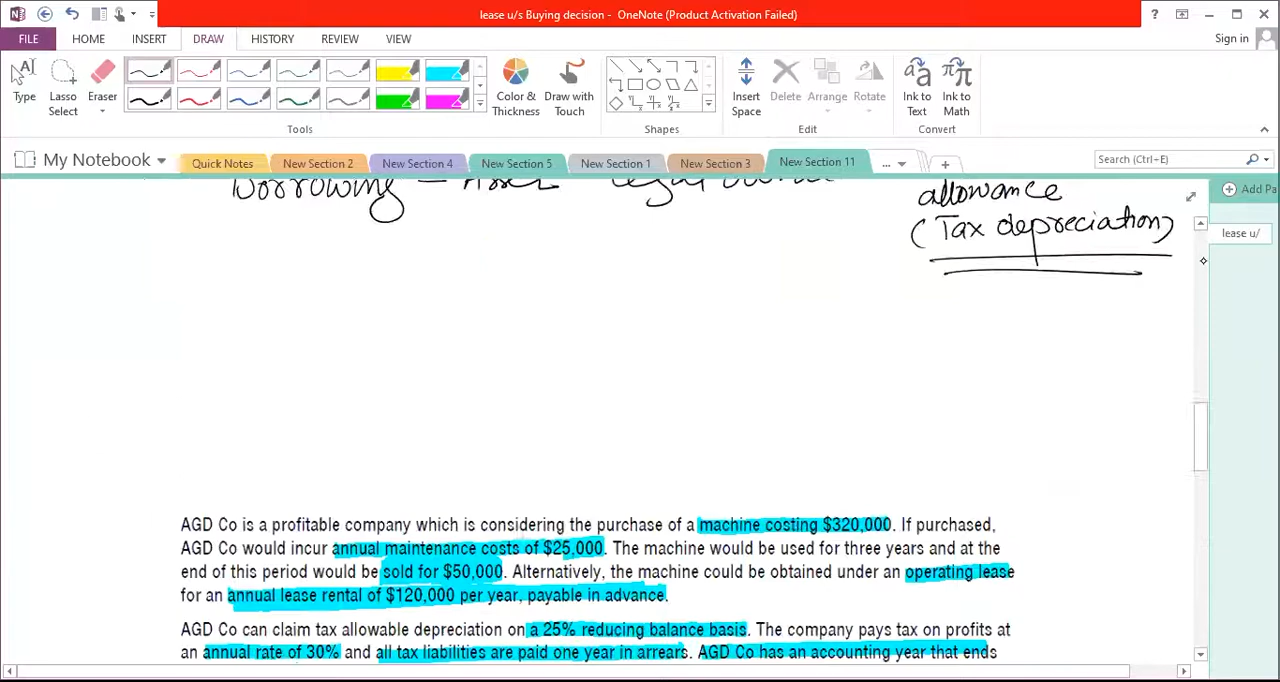 lease u/s Buying decision - OneNote (Product Activation Failed)
FILE HOME INSERT DRAW HISTORY REVIEW VIEW
Sign in
Type
Lasso Select
Eraser
Color & Thickness
Draw with Touch
Insert Space
Delete
Arrange
Rotate
Ink to Text
Ink to Math
Tools
Shapes
Edit
Convert
My Notebook
Quick Notes New Section 2 New Section 4 New Section 5 New Section 1 New Section 3 New Section 11 ...
Search (Ctrl+E)
Add Pa
lease u/
Borrowing - Asset
allowance
(Tax depreciation)
AGD Co is a profitable company which is considering the purchase of a machine costing $320,000. If purchased,
AGD Co would incur annual maintenance costs of $25,000. The machine would be used for three years and at the
end of this period would be sold for $50,000. Alternatively, the machine could be obtained under an operating lease
for an annual lease rental of $120,000 per year, payable in advance.
AGD Co can claim tax allowable depreciation on a 25% reducing balance basis. The company pays tax on profits at
an annual rate of 30% and all tax liabilities are paid one year in arrears. AGD Co has an accounting year that ends